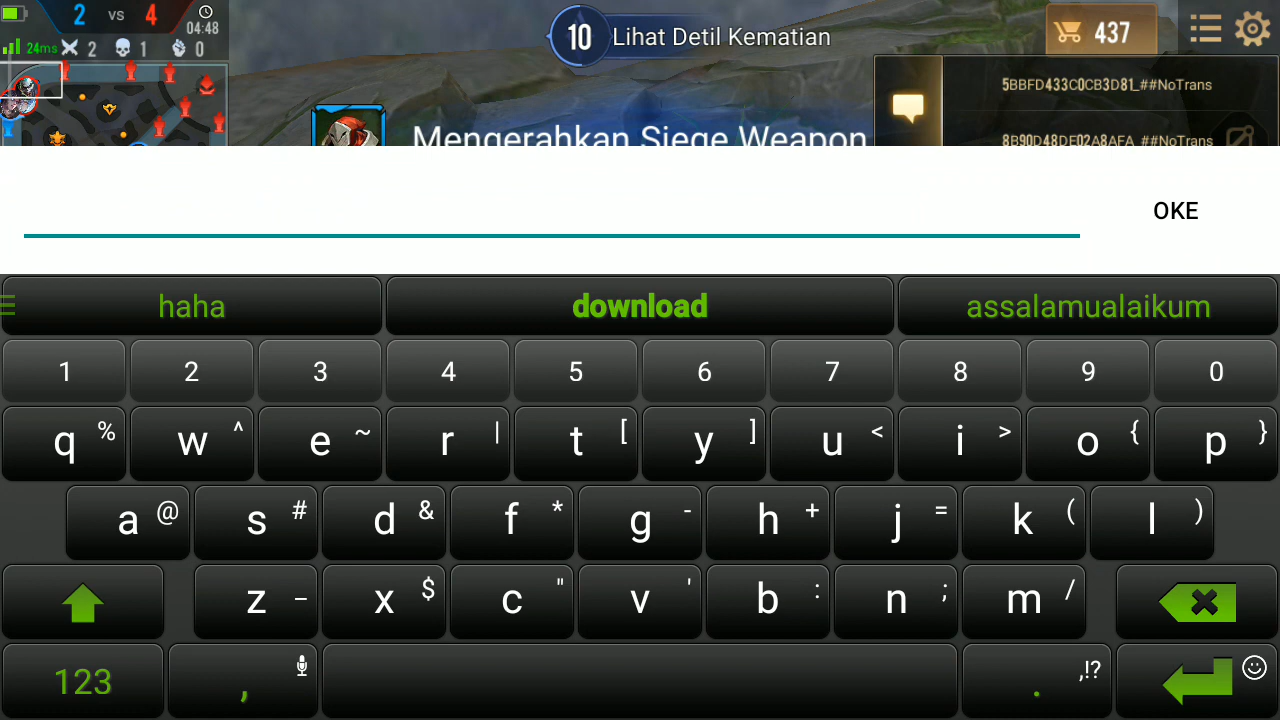 2 vs 4
04:48
24ms 2 1 0
10 Lihat Detil Kematian
437
5BBFD433C0CB3D81_##NoTrans
8B90D48DE02A8AFA_##NoTrans
Mengerahkan Siege Weapon
OKE
haha download assalamualaikum
1 2 3 4 5 6 7 8 9 0
q % w ^ e ~ r | t [ y ] u < i > o { p }
a @ s # d & f * g - h + j = k ( l )
z _ x $ c " v ' b : n ; m /
123 , . ,!?